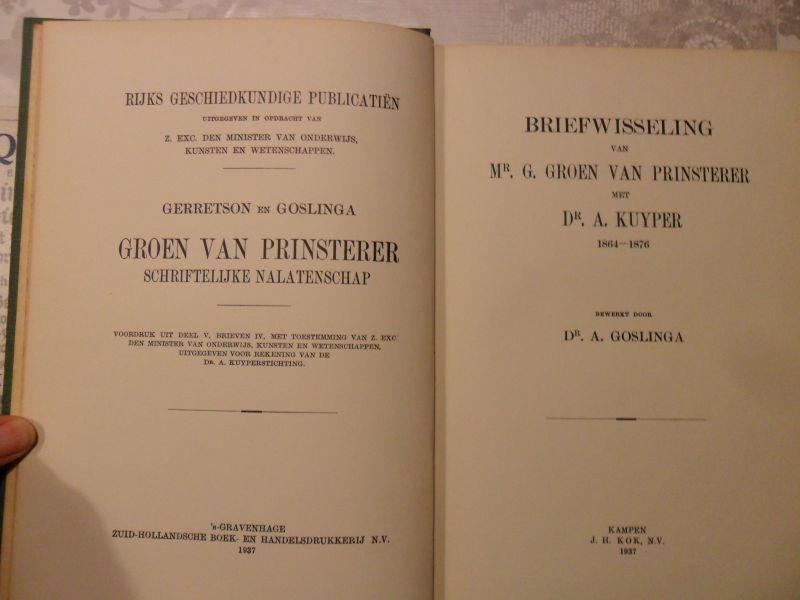 RIJKS GESCHIEDKUNDIGE PUBLICATIËN
UITGEGEVEN IN OPDRACHT VAN
Z. EXC. DEN MINISTER VAN ONDERWIJS,
KUNSTEN EN WETENSCHAPPEN.
GERRETSON EN GOSLINGA
GROEN VAN PRINSTERER
SCHRIFTELIJKE NALATENSCHAP
VOORDRUK UIT DEEL V, BRIEVEN IV, MET TOESTEMMING VAN Z. EXC.
DEN MINISTER VAN ONDERWIJS, KUNSTEN EN WETENSCHAPPEN,
UITGEGEVEN VOOR REKENING VAN DE
DR. A. KUYPERSTICHTING.
's-GRAVENHAGE
ZUID-HOLLANDSCHE BOEK- EN HANDELSDRUKKERIJ N.V.
1937
BRIEFWISSELING
VAN
MR. G. GROEN VAN PRINSTERER
MET
DR. A. KUYPER
1864—1876
BEWERKT DOOR
DR. A. GOSLINGA
KAMPEN
J. H. KOK, N.V.
1937